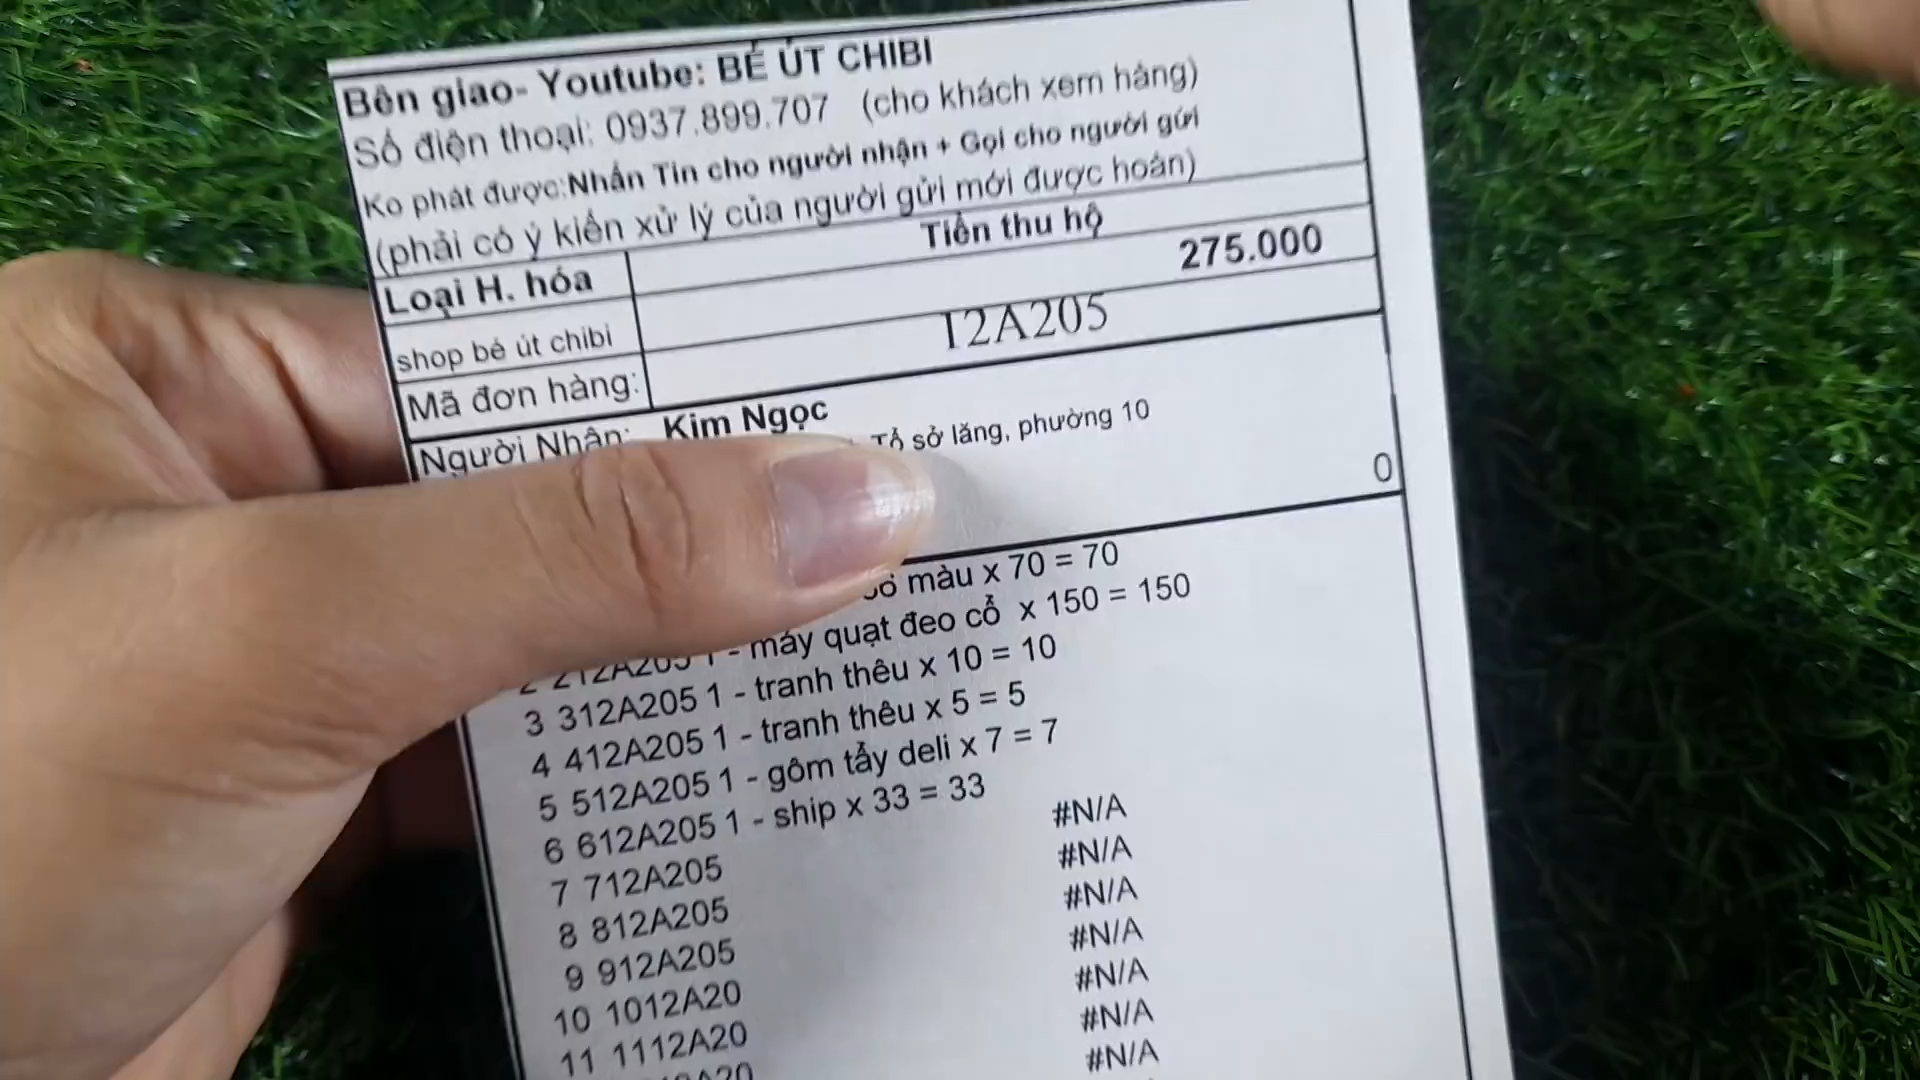 Bên giao- Youtube: BÉ ÚT CHIBI
Số điện thoại: 0937.899.707 (cho khách xem hàng)
Ko phát được:Nhắn Tin cho người nhận + Gọi cho người gửi
(phải có ý kiến xử lý của người gửi mới được hoàn)
Loại H. hóa Tiền thu hộ
shop bé út chibi 275.000
Mã đơn hàng: 12A205
Người Nhận: Kim Ngọc
Tổ sở lăng, phường 10
0
màu x 70 = 70
2 212A205 1 - máy quạt đeo cổ x 150 = 150
3 312A205 1 - tranh thêu x 10 = 10
4 412A205 1 - tranh thêu x 5 = 5
5 512A205 1 - gôm tẩy deli x 7 = 7
6 612A205 1 - ship x 33 = 33
7 712A205 #N/A
8 812A205 #N/A
9 912A205 #N/A
10 1012A20 #N/A
11 1112A20 #N/A
#N/A
#N/A